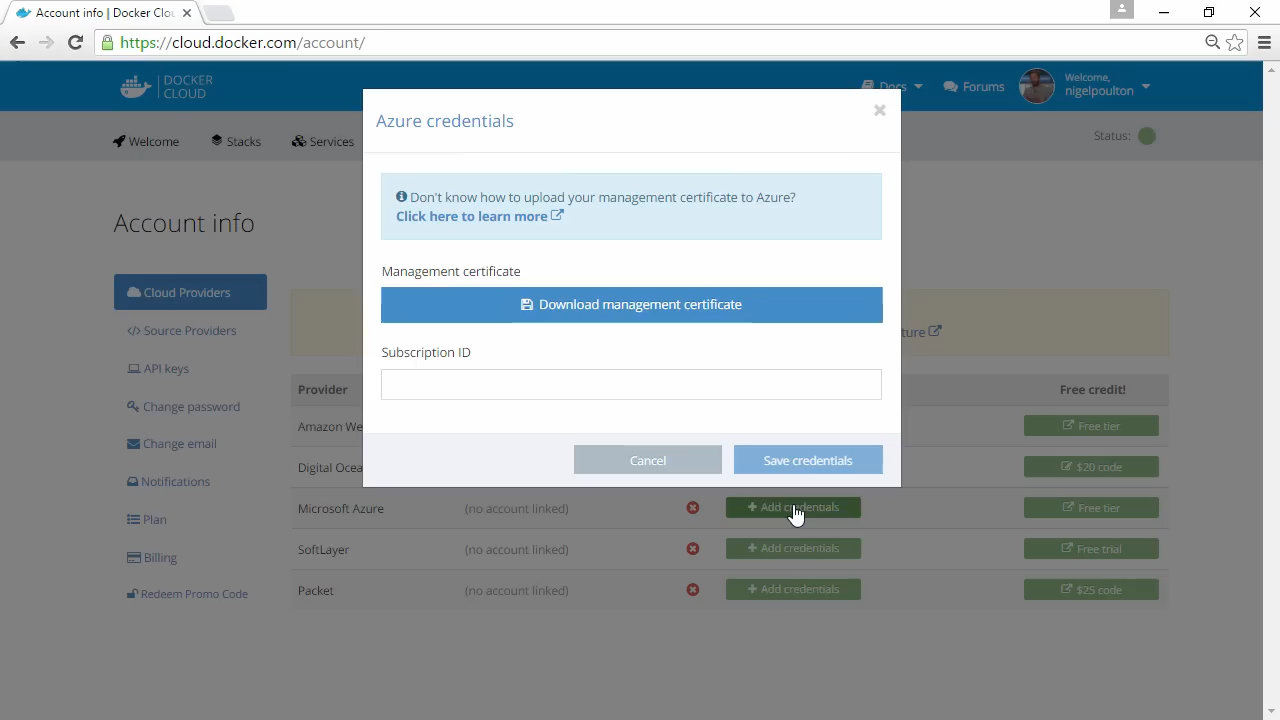 Account info | Docker Clou
https://cloud.docker.com/account/
DOCKER
CLOUD
Docs
Forums
Welcome,
nigelpoulton
Welcome
Stacks
Services
Status:
Account info
Cloud Providers
Source Providers
API keys
Change password
Change email
Notifications
Plan
Billing
Redeem Promo Code
Azure credentials
Don't know how to upload your management certificate to Azure?
Click here to learn more
Management certificate
Download management certificate
Subscription ID
Cancel
Save credentials
ture
Provider
Free credit!
Amazon We
Free tier
Digital Ocea
$20 code
Microsoft Azure
(no account linked)
Add credentials
Free tier
SoftLayer
(no account linked)
Add credentials
Free trial
Packet
(no account linked)
Add credentials
$25 code